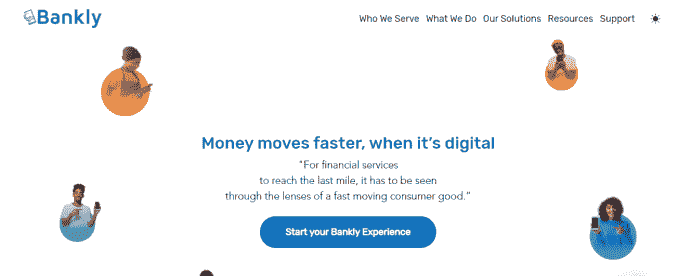 Bankly
Who We Serve What We Do Our Solutions Resources Support
Money moves faster, when it's digital
"For financial services
to reach the last mile, it has to be seen
through the lenses of a fast moving consumer good."
Start your Bankly Experience